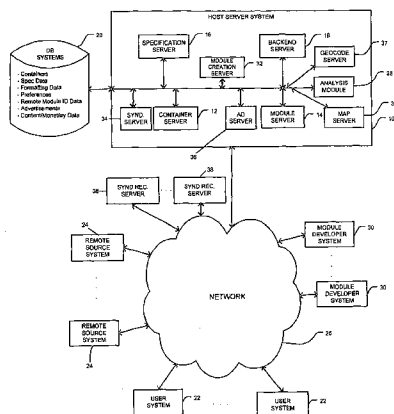 HOST SERVER SYSTEM
20
DB
SYSTEMS
- Containers
- Spec Data
- Formatting Data
- Preferences
- Remote Module ID Data
- Advertisements
- Content/Monetary Data
SPECIFICATION
SERVER
16
BACKEND
SERVER
18
GEOCODE
SERVER
37
MODULE
CREATION
SERVER
32
ANALYSIS
MODULE
SYND.
SERVER
34
CONTAINER
SERVER
12
AD
SERVER
36
MODULE
SERVER
14
MAP
SERVER
10
38
SYND REC.
SERVER
SYND REC.
SERVER
38
24
REMOTE
SOURCE
SYSTEM
REMOTE
SOURCE
SYSTEM
24
MODULE
DEVELOPER
SYSTEM
30
MODULE
DEVELOPER
SYSTEM
30
NETWORK
26
USER
SYSTEM
22
USER
SYSTEM
22